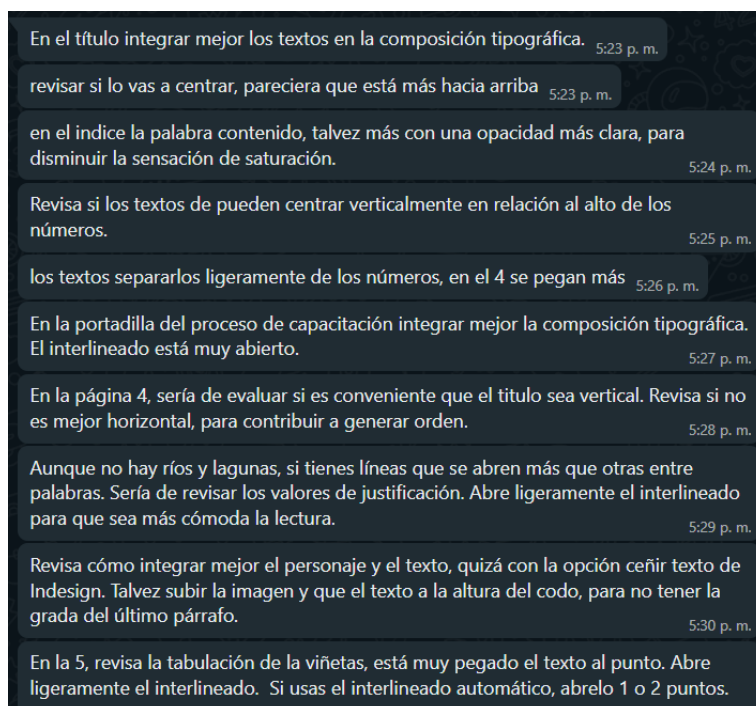 En el título integrar mejor los textos en la composición tipográfica. 5:23 p. m.
revisar si lo vas a centrar, pareciera que está más hacia arriba 5:23 p. m.
en el indice la palabra contenido, talvez más con una opacidad más clara, para
disminuir la sensación de saturación.
5:24 p. m.
Revisa si los textos de pueden centrar verticalmente en relación al alto de los
números.
5:25 p. m.
los textos separarlos ligeramente de los números, en el 4 se pegan más 5:26 p. m.
En la portadilla del proceso de capacitación integrar mejor la composición tipográfica.
El interlineado está muy abierto.
5:27 p. m.
En la página 4, sería de evaluar si es conveniente que el titulo sea vertical. Revisa si no
es mejor horizontal, para contribuir a generar orden.
5:28 p. m.
Aunque no hay ríos y lagunas, si tienes líneas que se abren más que otras entre
palabras. Sería de revisar los valores de justificación. Abre ligeramente el interlineado
para que sea más cómoda la lectura.
5:29 p. m.
Revisa cómo integrar mejor el personaje y el texto, quizá con la opción ceñir texto de
Indesign. Talvez subir la imagen y que el texto a la altura del codo, para no tener la
grada del último párrafo.
5:30 p. m.
En la 5, revisa la tabulación de la viñetas, está muy pegado el texto al punto. Abre
ligeramente el interlineado. Si usas el interlineado automático, abrelo 1 o 2 puntos.